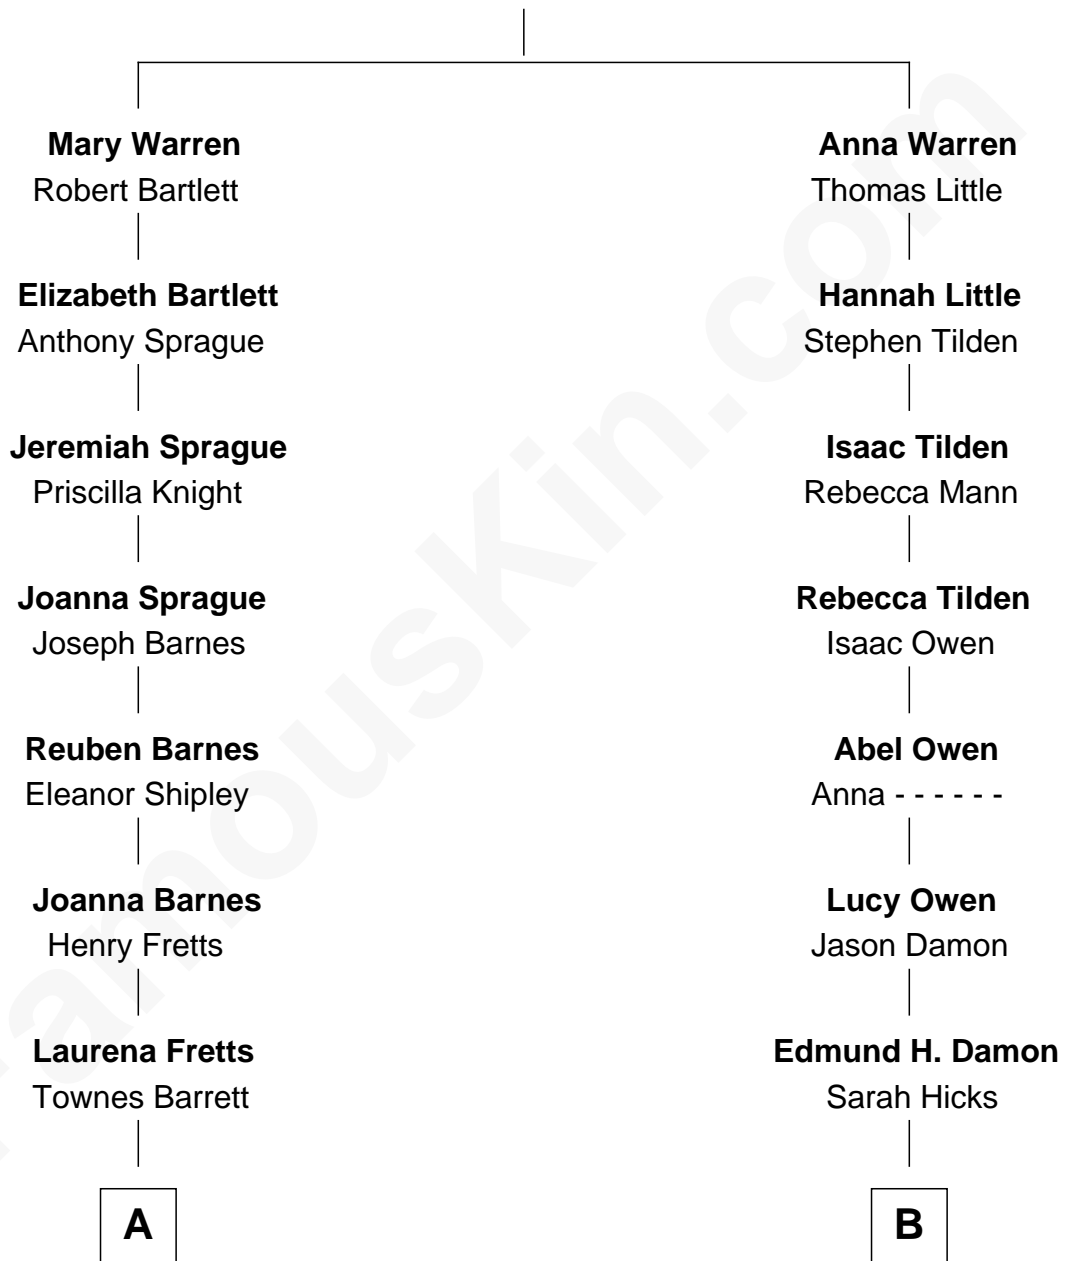 Mary Warren
Robert Bartlett
Elizabeth Bartlett
Anthony Sprague
Jeremiah Sprague
Priscilla Knight
Joanna Sprague
Joseph Barnes
Reuben Barnes
Eleanor Shipley
Joanna Barnes
Henry Fretts
Laurena Fretts
Townes Barrett
A
Anna Warren
Thomas Little
Hannah Little
Stephen Tilden
Isaac Tilden
Rebecca Mann
Rebecca Tilden
Isaac Owen
Abel Owen
Anna - - - - - -
Lucy Owen
Jason Damon
Edmund H. Damon
Sarah Hicks
B
FamousKin.com